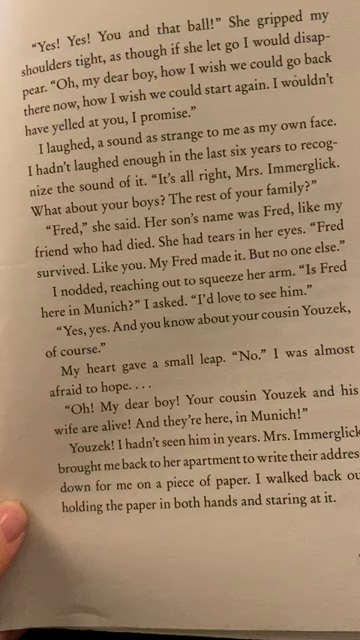 “Yes! Yes! You and that ball!” She gripped my
shoulders tight, as though if she let go I would disap-
pear. “Oh, my dear boy, how I wish we could go back
there now, how I wish we could start again. I wouldn’t
have yelled at you, I promise.”
I laughed, a sound as strange to me as my own face.
I hadn’t laughed enough in the last six years to recog-
nize the sound of it. “It’s all right, Mrs. Immerglick.
What about your boys? The rest of your family?”
“Fred,” she said. Her son’s name was Fred, like my
friend who had died. She had tears in her eyes. “Fred
survived. Like you. My Fred made it. But no one else.”
I nodded, reaching out to squeeze her arm. “Is Fred
here in Munich?” I asked. “I’d love to see him.”
“Yes, yes. And you know about your cousin Youzek,
of course.”
My heart gave a small leap. “No.” I was almost
afraid to hope. . . .
“Oh! My dear boy! Your cousin Youzek and his
wife are alive! And they’re here, in Munich!”
Youzek! I hadn’t seen him in years. Mrs. Immerglick
brought me back to her apartment to write their addres
down for me on a piece of paper. I walked back ou
holding the paper in both hands and staring at it.